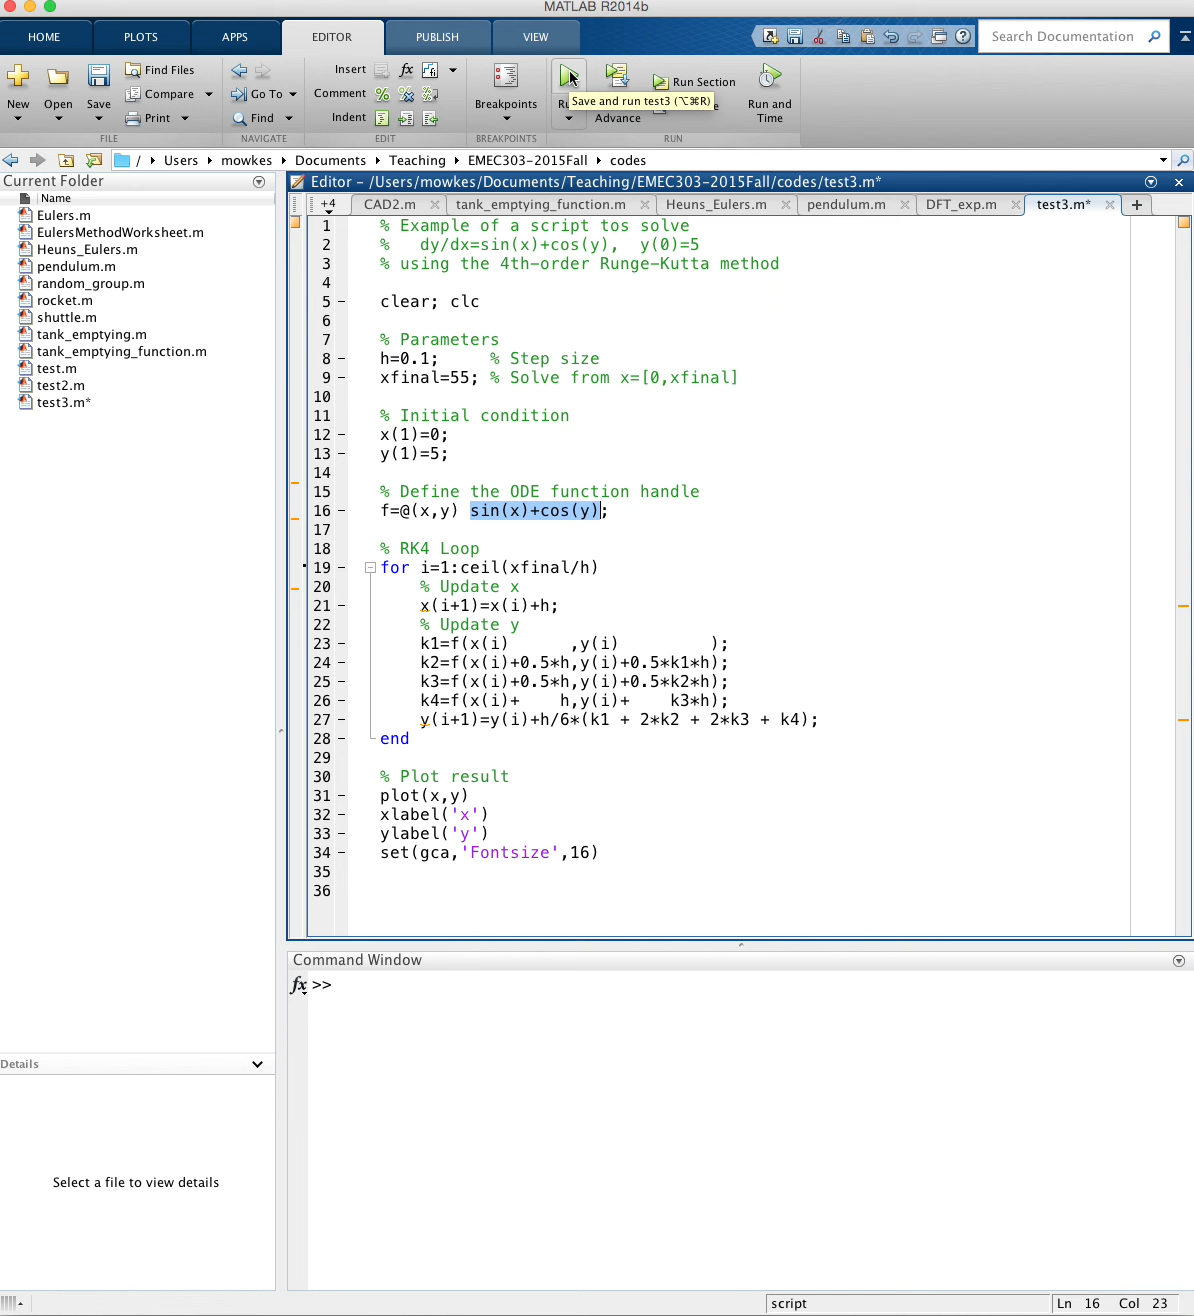 MATLAB R2014b
HOME PLOTS APPS EDITOR PUBLISH VIEW
Search Documentation
New Open Save Find Files Compare Print
FILE
Go To Find
NAVIGATE
Insert fx
Comment
Indent
EDIT
Breakpoints
BREAKPOINTS
Save and run test3 (⌥⌘R)
Advance
Run Section
Run and
Time
RUN
/ Users mowkes Documents Teaching EMEC303-2015Fall codes
Current Folder
Name
Eulers.m
EulersMethodWorksheet.m
Heuns_Eulers.m
pendulum.m
random_group.m
rocket.m
shuttle.m
tank_emptying.m
tank_emptying_function.m
test.m
test2.m
test3.m*
Details
Select a file to view details
Editor – /Users/mowkes/Documents/Teaching/EMEC303-2015Fall/codes/test3.m*
+4 CAD2.m tank_emptying_function.m Heuns_Eulers.m pendulum.m DFT_exp.m test3.m* +
1 % Example of a script tos solve
2 %   dy/dx=sin(x)+cos(y),  y(0)=5
3 % using the 4th-order Runge-Kutta method
4
5 – clear; clc
6
7 % Parameters
8 – h=0.1;     % Step size
9 – xfinal=55; % Solve from x=[0,xfinal]
10
11 % Initial condition
12 – x(1)=0;
13 – y(1)=5;
14
15 % Define the ODE function handle
16 – f=@(x,y) sin(x)+cos(y);
17
18 % RK4 Loop
19 – for i=1:ceil(xfinal/h)
20 % Update x
21 – x(i+1)=x(i)+h;
22 % Update y
23 – k1=f(x(i)      ,y(i)         );
24 – k2=f(x(i)+0.5*h,y(i)+0.5*k1*h);
25 – k3=f(x(i)+0.5*h,y(i)+0.5*k2*h);
26 – k4=f(x(i)+    h,y(i)+    k3*h);
27 – y(i+1)=y(i)+h/6*(k1 + 2*k2 + 2*k3 + k4);
28 – end
29
30 % Plot result
31 – plot(x,y)
32 – xlabel('x')
33 – ylabel('y')
34 – set(gca,'Fontsize',16)
35
36
Command Window
fx >>
script Ln 16 Col 23